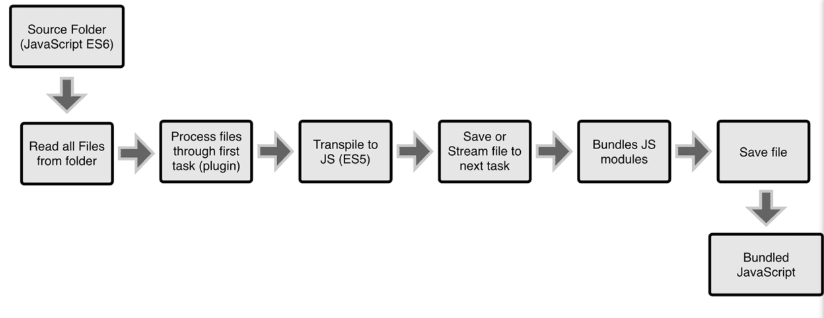 Source Folder
(JavaScript ES6)
Read all Files
from folder
Process files
through first
task (plugin)
Transpile to
JS (ES5)
Save or
Stream file to
next task
Bundles JS
modules
Save file
Bundled
JavaScript